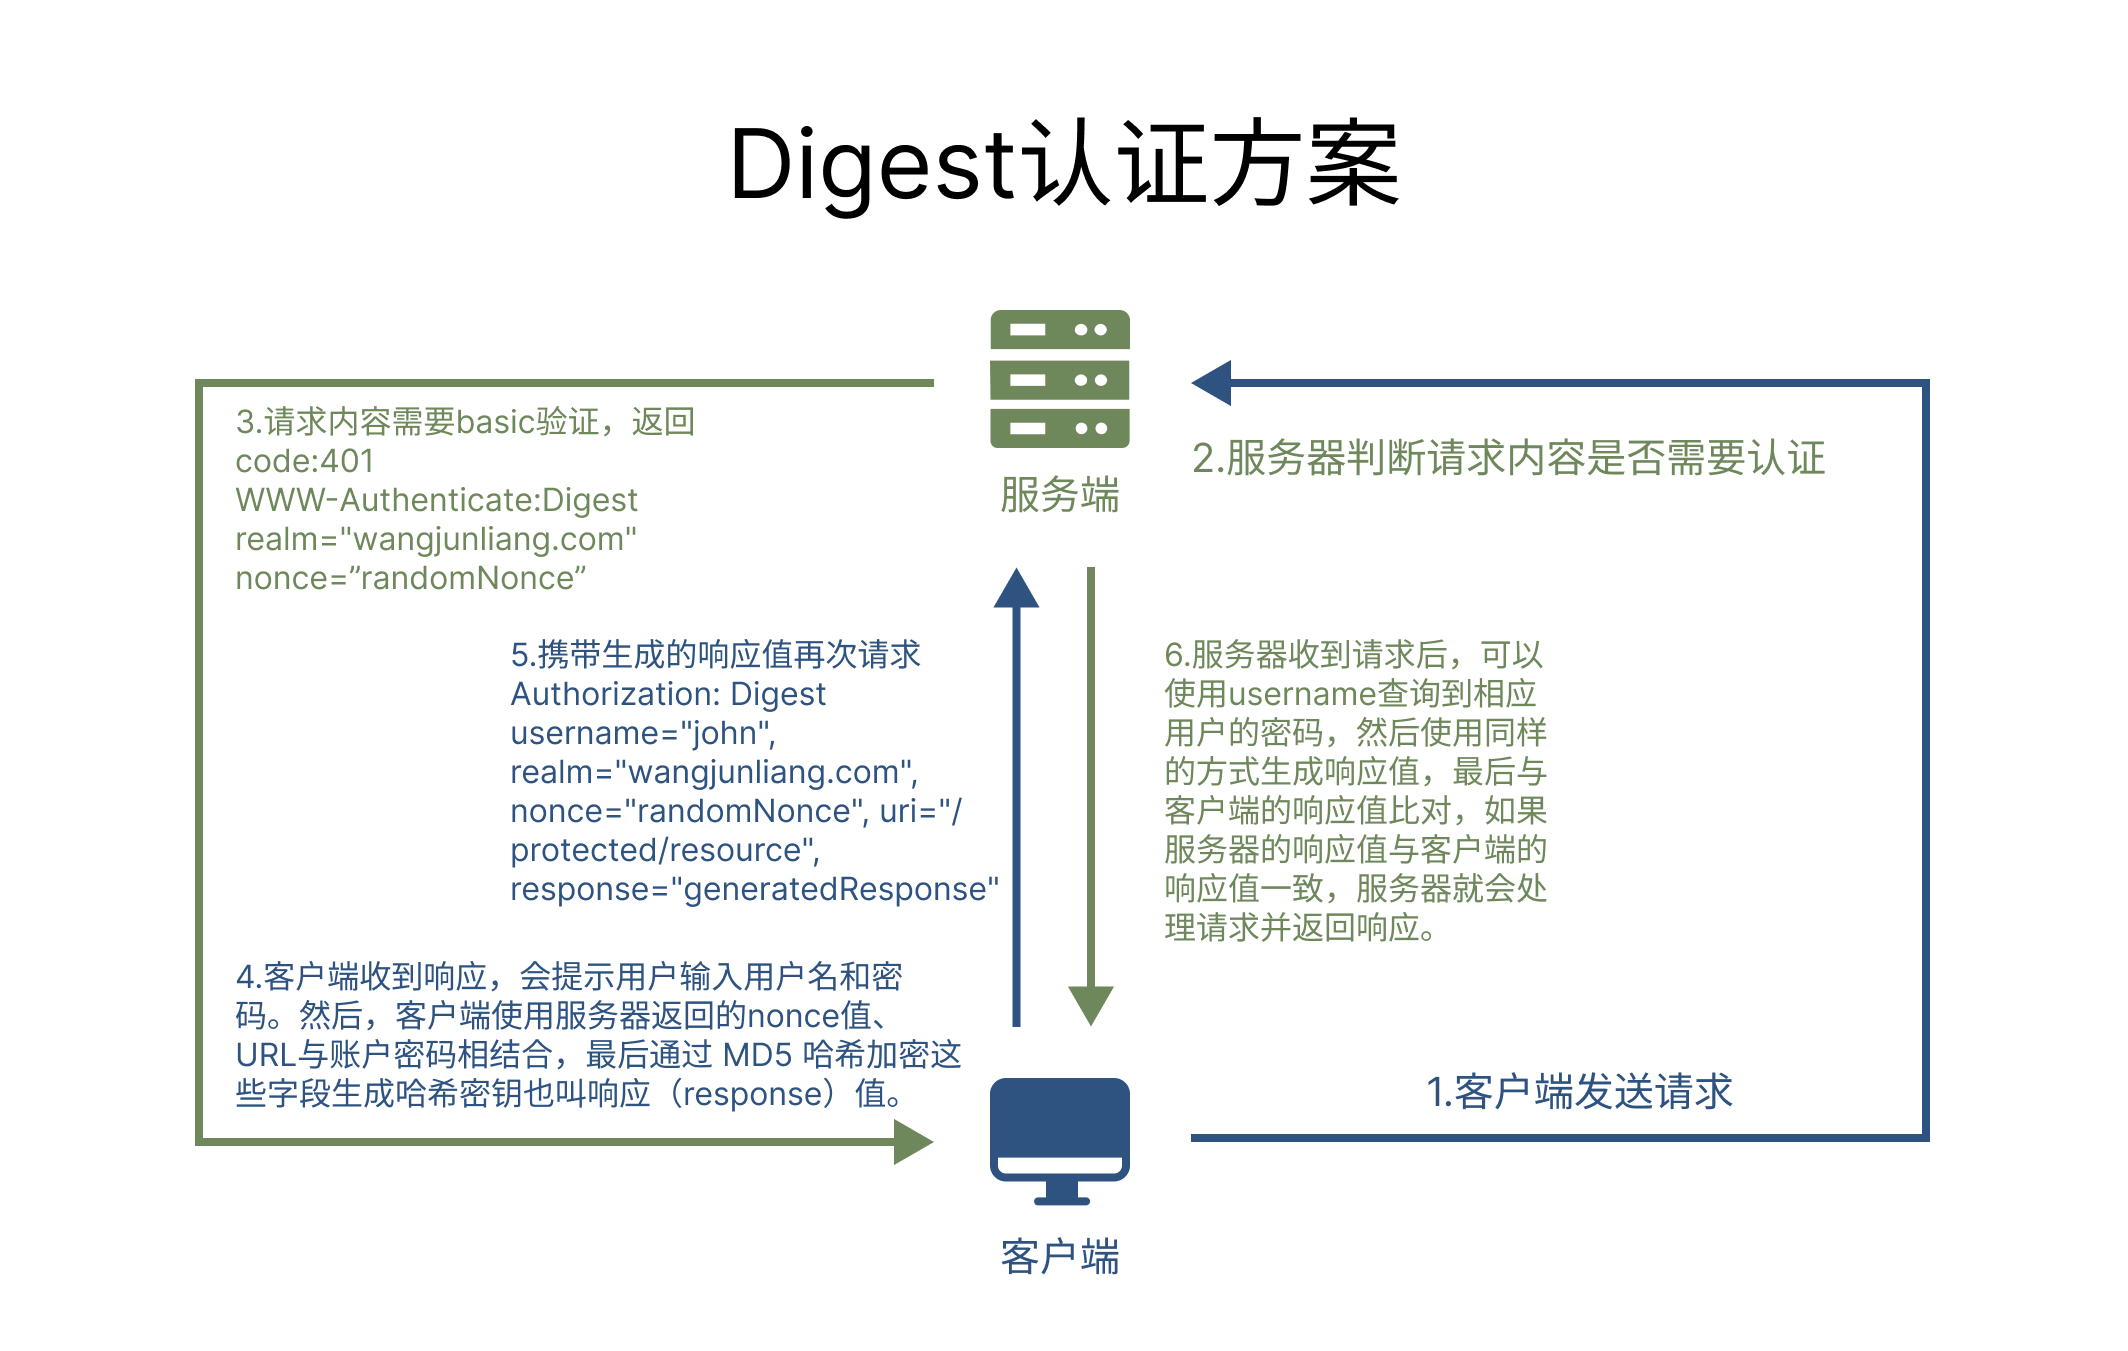 Digest认证方案
服务端
2.服务器判断请求内容是否需要认证
3.请求内容需要basic验证，返回
code:401
WWW-Authenticate:Digest
realm="wangjunliang.com"
nonce=”randomNonce”
5.携带生成的响应值再次请求
Authorization: Digest
username="john",
realm="wangjunliang.com",
nonce="randomNonce", uri="/
protected/resource",
response="generatedResponse"
6.服务器收到请求后，可以
使用username查询到相应
用户的密码，然后使用同样
的方式生成响应值，最后与
客户端的响应值比对，如果
服务器的响应值与客户端的
响应值一致，服务器就会处
理请求并返回响应。
4.客户端收到响应，会提示用户输入用户名和密
码。然后，客户端使用服务器返回的nonce值、
URL与账户密码相结合，最后通过 MD5 哈希加密这
些字段生成哈希密钥也叫响应（response）值。
1.客户端发送请求
客户端